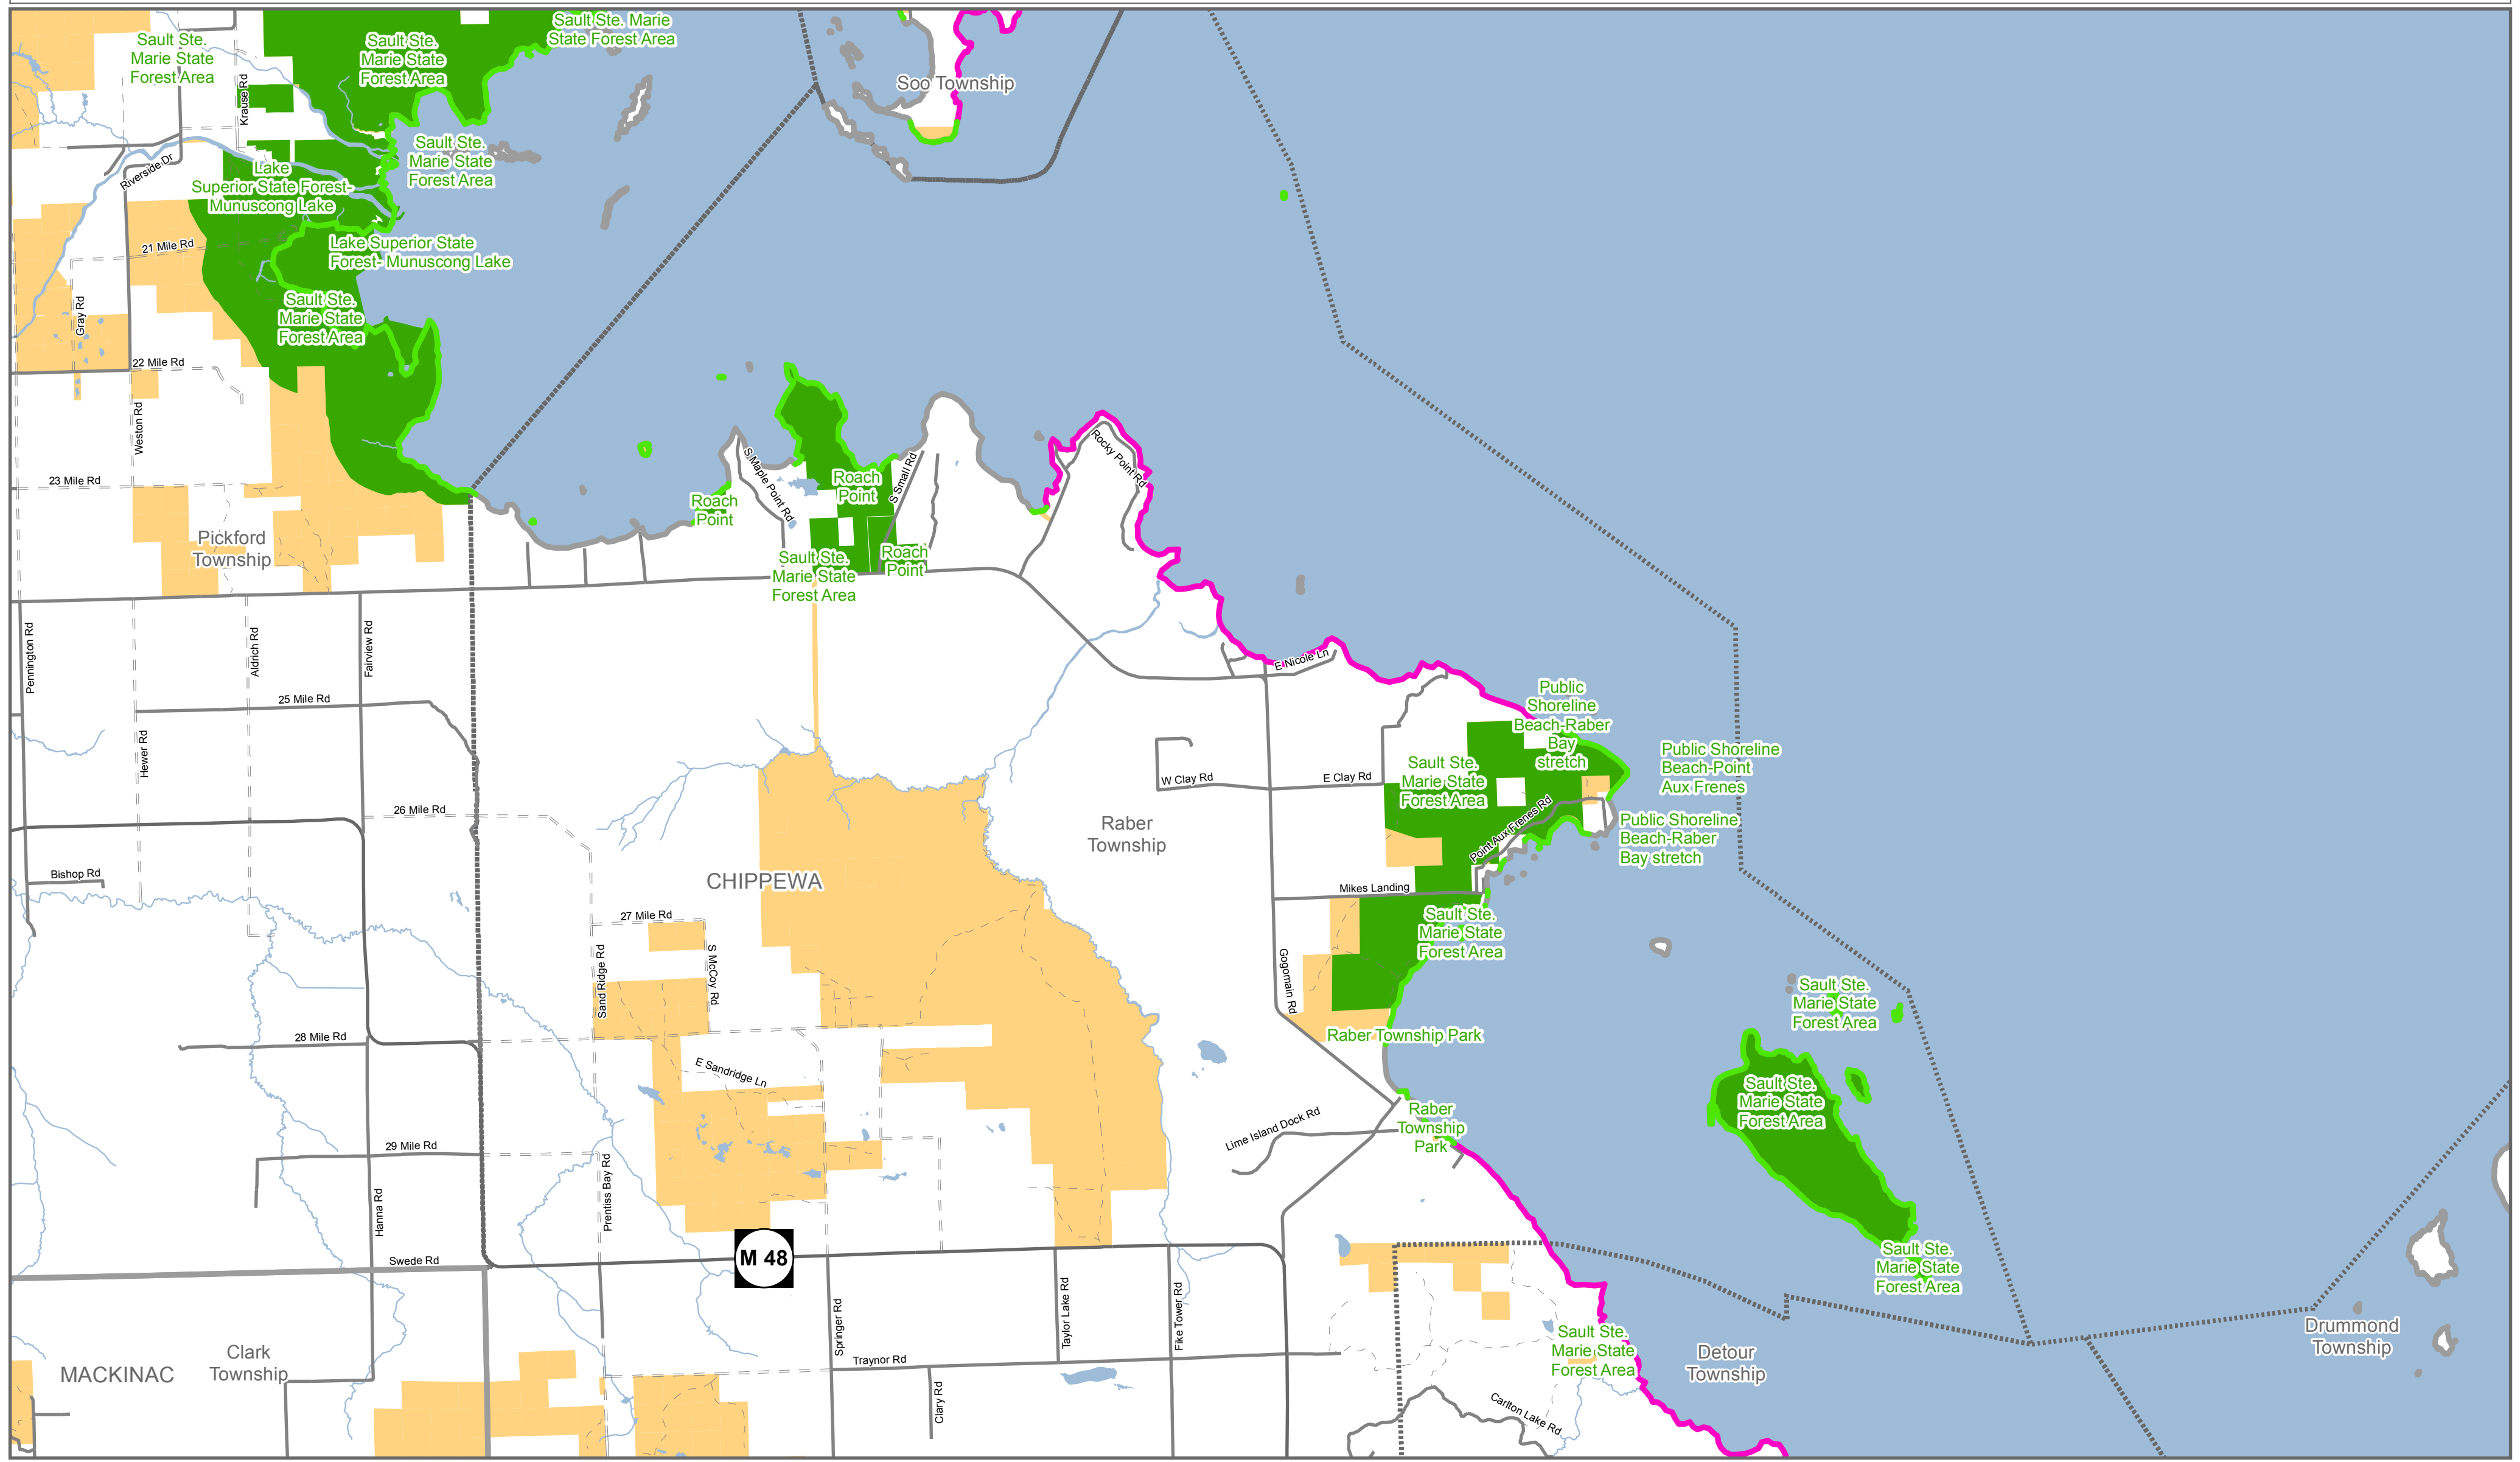 Sault Ste. Marie
State Forest Area
Sault Ste.
Marie State
Forest Area
Sault Ste.
Marie State
Forest Area
Soo Township
Krause Rd
Sault Ste.
Marie State
Forest Area
Riverside Dr
Lake
Superior State Forest-
Munuscong Lake
21 Mile Rd
Lake Superior State
Forest- Munuscong Lake
Gray Rd
Sault Ste.
Marie State
Forest Area
22 Mile Rd
Weston Rd
23 Mile Rd
Pickford
Township
Roach
Point
S Maple Point Rd
Roach
Point
S Small Rd
Rocky Point Rd
Sault Ste.
Marie State
Forest Area
Roach
Point
Pennington Rd
Aldrich Rd
Fairview Rd
E Nicole Ln
25 Mile Rd
Hewer Rd
Public
Shoreline
Beach-Raber
Bay
stretch
Public Shoreline
Beach-Point
Aux Frenes
Sault Ste.
Marie State
Forest Area
W Clay Rd
E Clay Rd
26 Mile Rd
Raber
Township
Point Aux Frenes Rd
Public Shoreline
Beach-Raber
Bay stretch
Bishop Rd
CHIPPEWA
Mikes Landing
27 Mile Rd
Sand Ridge Rd
S McCoy Rd
Sault Ste.
Marie State
Forest Area
Gogomain Rd
Sault Ste.
Marie State
Forest Area
28 Mile Rd
Raber Township Park
E Sandridge Ln
Sault Ste.
Marie State
Forest Area
Lime Island Dock Rd
Raber
Township
Park
29 Mile Rd
Prentiss Bay Rd
Hanna Rd
M 48
Swede Rd
Sault Ste.
Marie State
Forest Area
Springer Rd
Taylor Lake Rd
Fike Tower Rd
Drummond
Township
Sault Ste.
Marie State
Forest Area
Detour
Township
MACKINAC
Clark
Township
Traynor Rd
Clary Rd
Carlton Lake Rd